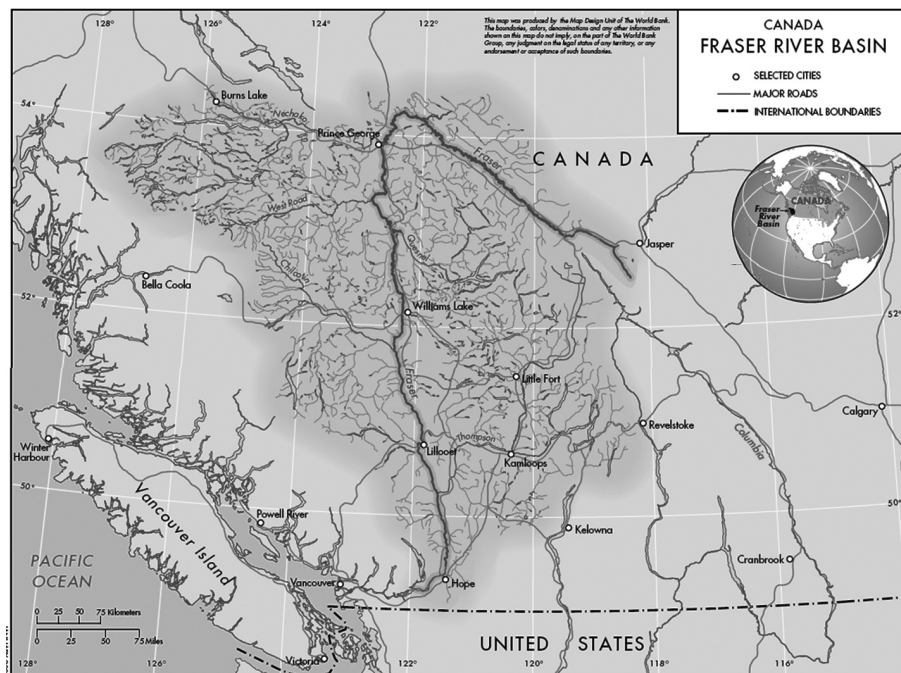 128°
126°
124°
122°
This map was produced by the Map Design Unit of The World Bank.
The boundaries, colors, denominations and any other information
shown on this map do not imply, on the part of The World Bank
Group, any judgment on the legal status of any territory, or any
endorsement or acceptance of such boundaries.
CANADA
FRASER RIVER BASIN
SELECTED CITIES
MAJOR ROADS
INTERNATIONAL BOUNDARIES
54°
Burns Lake
Nechako
Prince George
Fraser
CANADA
CANADA
Fraser
River
Basin
West Road
Quesnel
Jasper
Chilcotin
Bella Coola
52°
Williams Lake
52°
Fraser
Little Fort
Calgary
Revelstoke
Winter
Harbour
Lillooet
Thompson
Kamloops
Columbia
50°
50°
Vancouver Island
Powell River
Kelowna
PACIFIC
OCEAN
Vancouver
Hope
Cranbrook
0 25 50 75 Kilometers
0 25 50 75 Miles
UNITED STATES
Victoria
128°
126°
124°
122°
120°
118°
116°